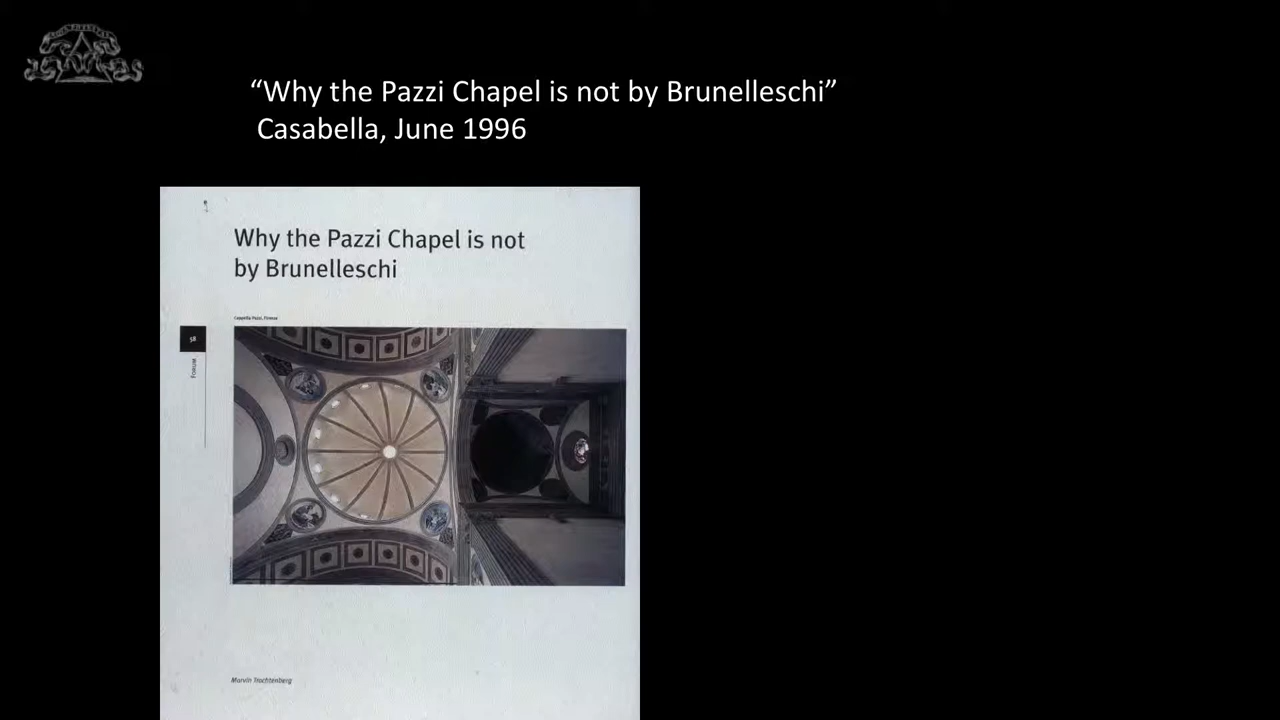 “Why the Pazzi Chapel is not by Brunelleschi”
Casabella, June 1996
Why the Pazzi Chapel is not
by Brunelleschi
Cappella Pazzi, Firenze
58
FORUM
Marvin Trachtenberg